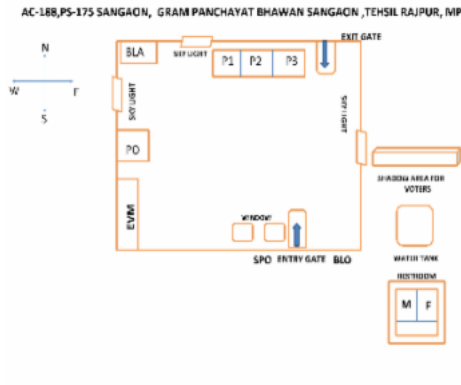 AC-188,PS-175 SANGAON, GRAM PANCHAYAT BHAWAN SANGAON ,TEHSIL RAJPUR, MP
EXIT GATE
N
BLA
SKY LIGHT
P1 P2 P3
W E
SKY LIGHT
SKY LIGHT
S
PO
SHADOW AREA FOR
VOTERS
EVM
WINDOW
SPO ENTRY GATE BLO
WATER TANK
RESTROOM
M F